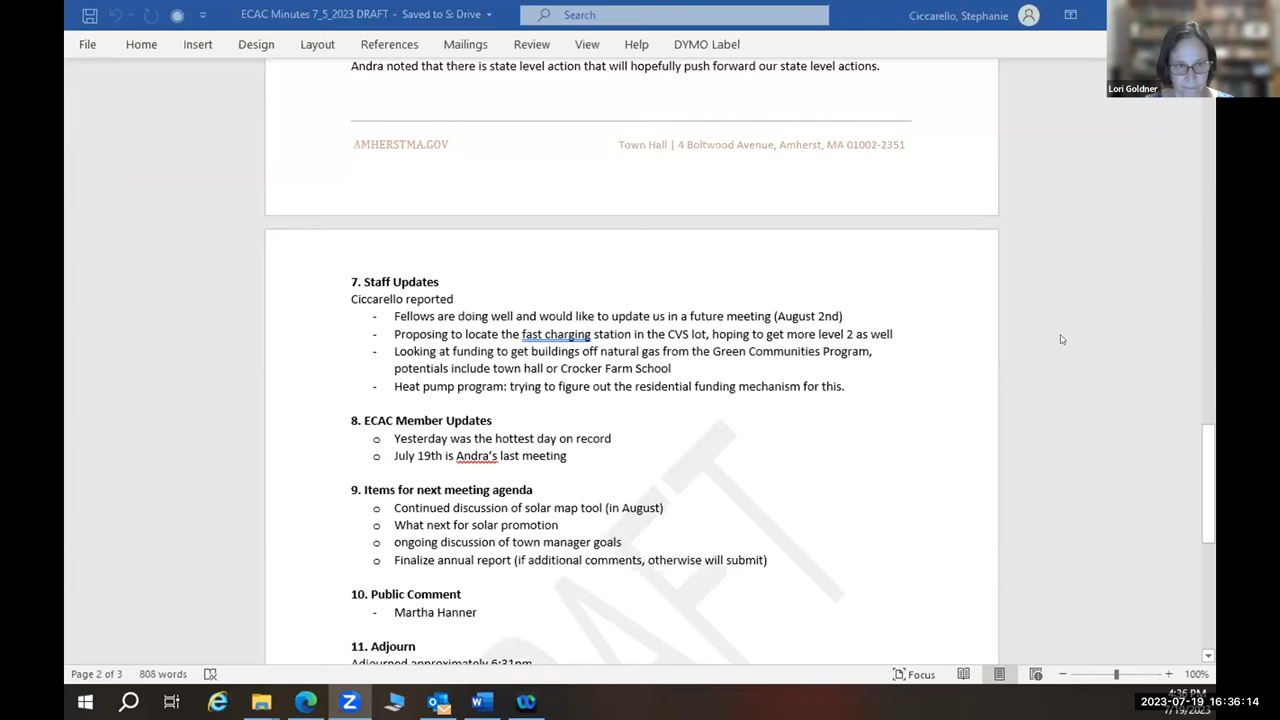 ECAC Minutes 7_5_2023 DRAFT - Saved to S: Drive
Search
Ciccarello, Stephanie
File Home Insert Design Layout References Mailings Review View Help DYMO Label
Lori Goldner
Andra noted that there is state level action that will hopefully push forward our state level actions.
AMHERSTMA.GOV
Town Hall | 4 Boltwood Avenue, Amherst, MA 01002-2351
7. Staff Updates
Ciccarello reported
- Fellows are doing well and would like to update us in a future meeting (August 2nd)
- Proposing to locate the fast charging station in the CVS lot, hoping to get more level 2 as well
- Looking at funding to get buildings off natural gas from the Green Communities Program,
potentials include town hall or Crocker Farm School
- Heat pump program: trying to figure out the residential funding mechanism for this.
8. ECAC Member Updates
o Yesterday was the hottest day on record
o July 19th is Andra's last meeting
9. Items for next meeting agenda
o Continued discussion of solar map tool (in August)
o What next for solar promotion
o ongoing discussion of town manager goals
o Finalize annual report (if additional comments, otherwise will submit)
10. Public Comment
- Martha Hanner
11. Adjourn
Adjourned approximately 6:31pm
DRAFT
Page 2 of 3 808 words
Focus
100%
4:36 PM
2023-07-19 16:36:14
7/19/2023